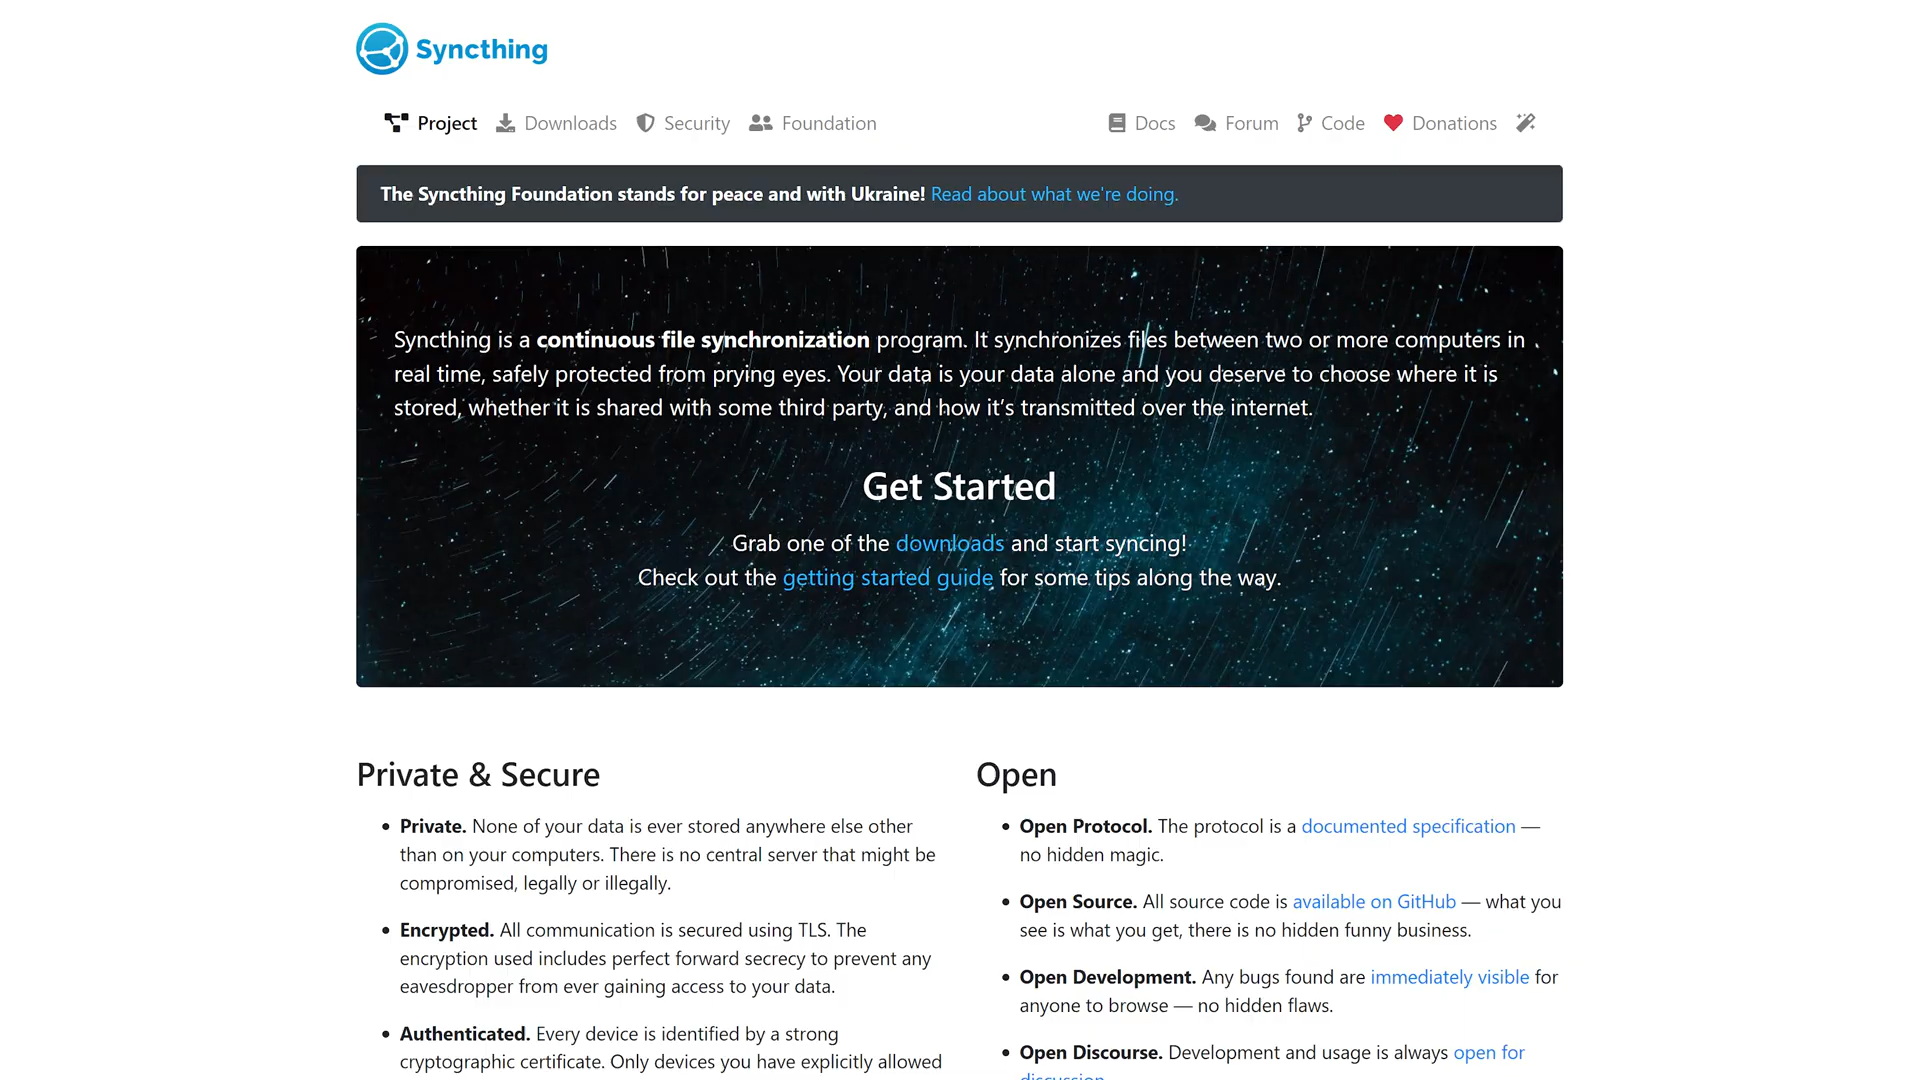 Syncthing
Project Downloads Security Foundation Docs Forum Code Donations
The Syncthing Foundation stands for peace and with Ukraine! Read about what we're doing.
Syncthing is a continuous file synchronization program. It synchronizes files between two or more computers in
real time, safely protected from prying eyes. Your data is your data alone and you deserve to choose where it is
stored, whether it is shared with some third party, and how it’s transmitted over the internet.
Get Started
Grab one of the downloads and start syncing!
Check out the getting started guide for some tips along the way.
Private & Secure
• Private. None of your data is ever stored anywhere else other
than on your computers. There is no central server that might be
compromised, legally or illegally.
• Encrypted. All communication is secured using TLS. The
encryption used includes perfect forward secrecy to prevent any
eavesdropper from ever gaining access to your data.
• Authenticated. Every device is identified by a strong
cryptographic certificate. Only devices you have explicitly allowed
Open
• Open Protocol. The protocol is a documented specification —
no hidden magic.
• Open Source. All source code is available on GitHub — what you
see is what you get, there is no hidden funny business.
• Open Development. Any bugs found are immediately visible for
anyone to browse — no hidden flaws.
• Open Discourse. Development and usage is always open for
discussion.